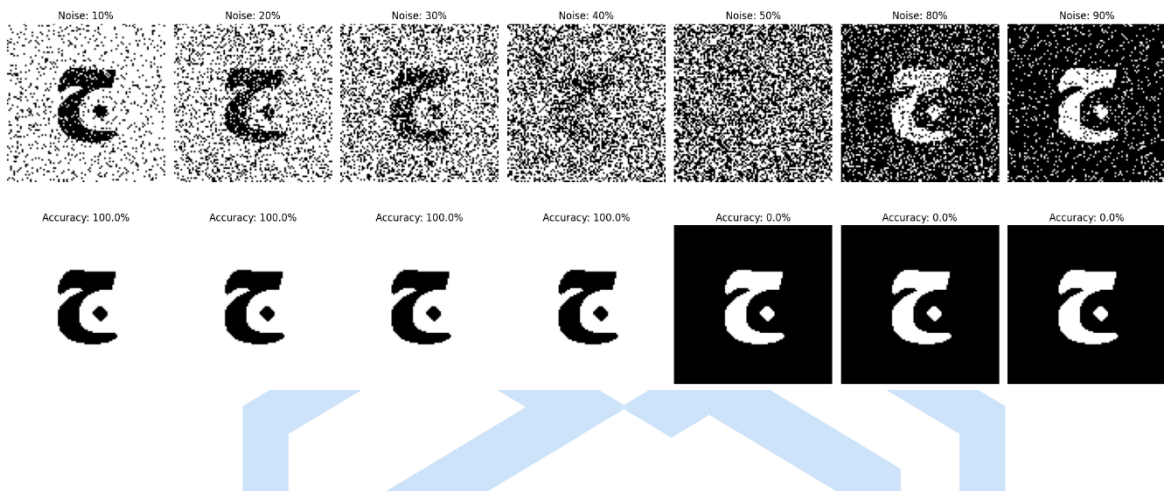 Noise: 10% Noise: 20% Noise: 30% Noise: 40% Noise: 50% Noise: 80% Noise: 90%
ج ج ج ج ج ج ج
Accuracy: 100.0% Accuracy: 100.0% Accuracy: 100.0% Accuracy: 100.0% Accuracy: 0.0% Accuracy: 0.0% Accuracy: 0.0%
ج ج ج ج ج ج ج